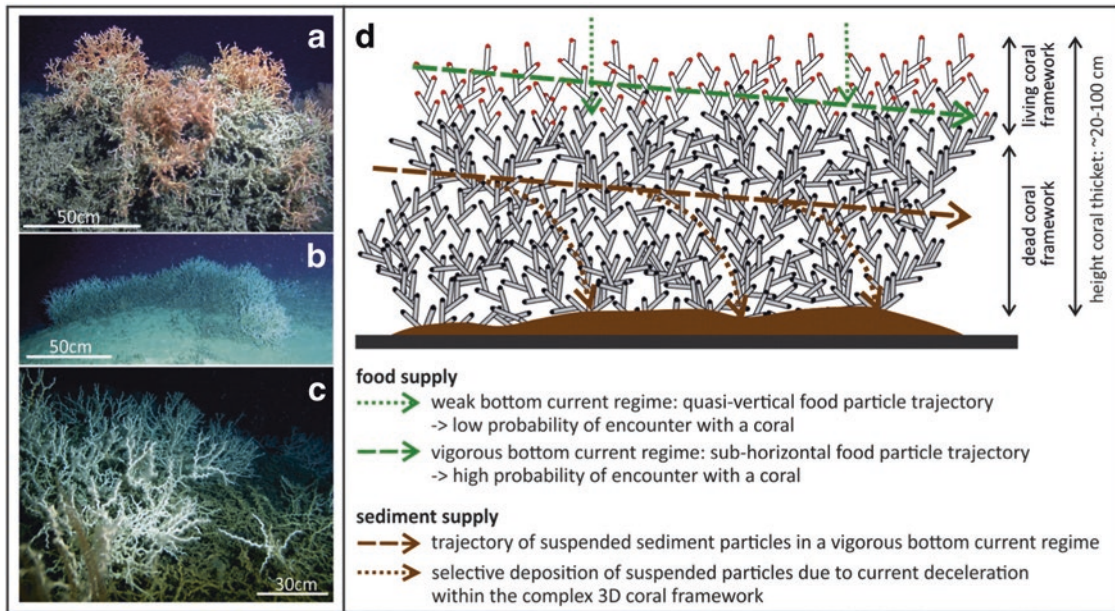 a
50cm
b
50cm
c
30cm
d
living coral
framework
dead coral
framework
height coral thicket: ~20-100 cm
food supply
weak bottom current regime: quasi-vertical food particle trajectory
-> low probability of encounter with a coral
vigorous bottom current regime: sub-horizontal food particle trajectory
-> high probability of encounter with a coral
sediment supply
trajectory of suspended sediment particles in a vigorous bottom current regime
selective deposition of suspended particles due to current deceleration
within the complex 3D coral framework